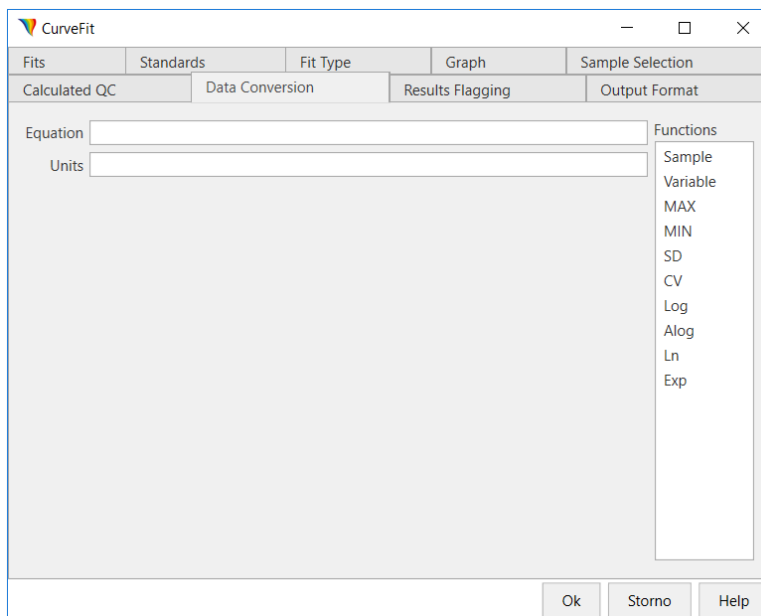 CurveFit
Fits Standards Fit Type Graph Sample Selection
Calculated QC Data Conversion Results Flagging Output Format
Equation
Units
Functions
Sample
Variable
MAX
MIN
SD
CV
Log
Alog
Ln
Exp
Ok Storno Help